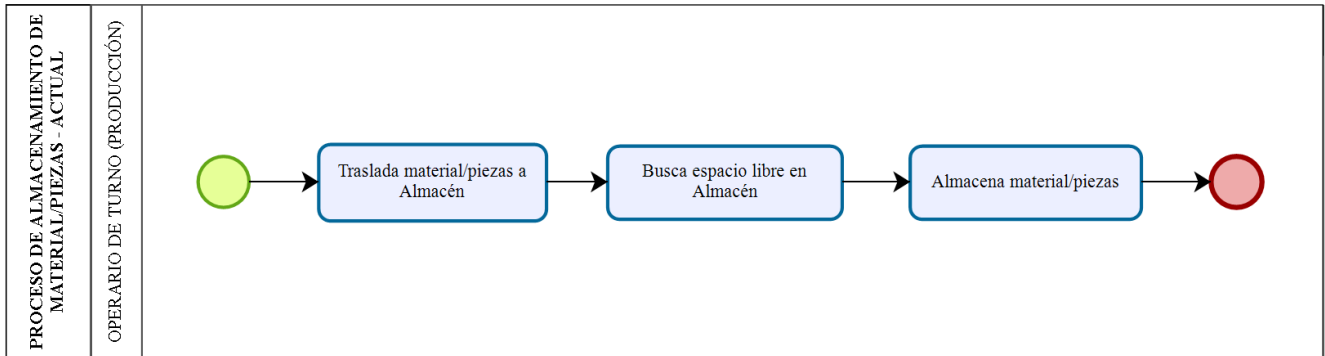 PROCESO DE ALMACENAMIENTO DE
MATERIAL/PIEZAS - ACTUAL
OPERARIO DE TURNO (PRODUCCIÓN)
Traslada material/piezas a
Almacén
Busca espacio libre en
Almacén
Almacena material/piezas